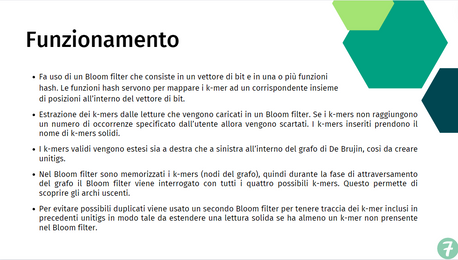 Funzionamento
• Fa uso di un Bloom filter che consiste in un vettore di bit e in una o più funzioni
hash. Le funzioni hash servono per mappare i k-mer ad un corrispondente insieme
di posizioni all'interno del vettore di bit.
• Estrazione dei k-mers dalle letture che vengono caricati in un Bloom filter. Se i k-mers non raggiungono
un numero di occorrenze specificato dall'utente allora vengono scartati. I k-mers inseriti prendono il
nome di k-mers solidi.
• I k-mers validi vengono estesi sia a destra che a sinistra all'interno del grafo di De Brujin, così da creare
unitigs.
• Nel Bloom filter sono memorizzati i k-mers (nodi del grafo), quindi durante la fase di attraversamento
del grafo il Bloom filter viene interrogato con tutti i quattro possibili k-mers. Questo permette di
scoprire gli archi uscenti.
• Per evitare possibili duplicati viene usato un secondo Bloom filter per tenere traccia dei k-mer inclusi in
precedenti unitigs in modo tale da estendere una lettura solida se ha almeno un k-mer non prensente
nel Bloom filter.
7